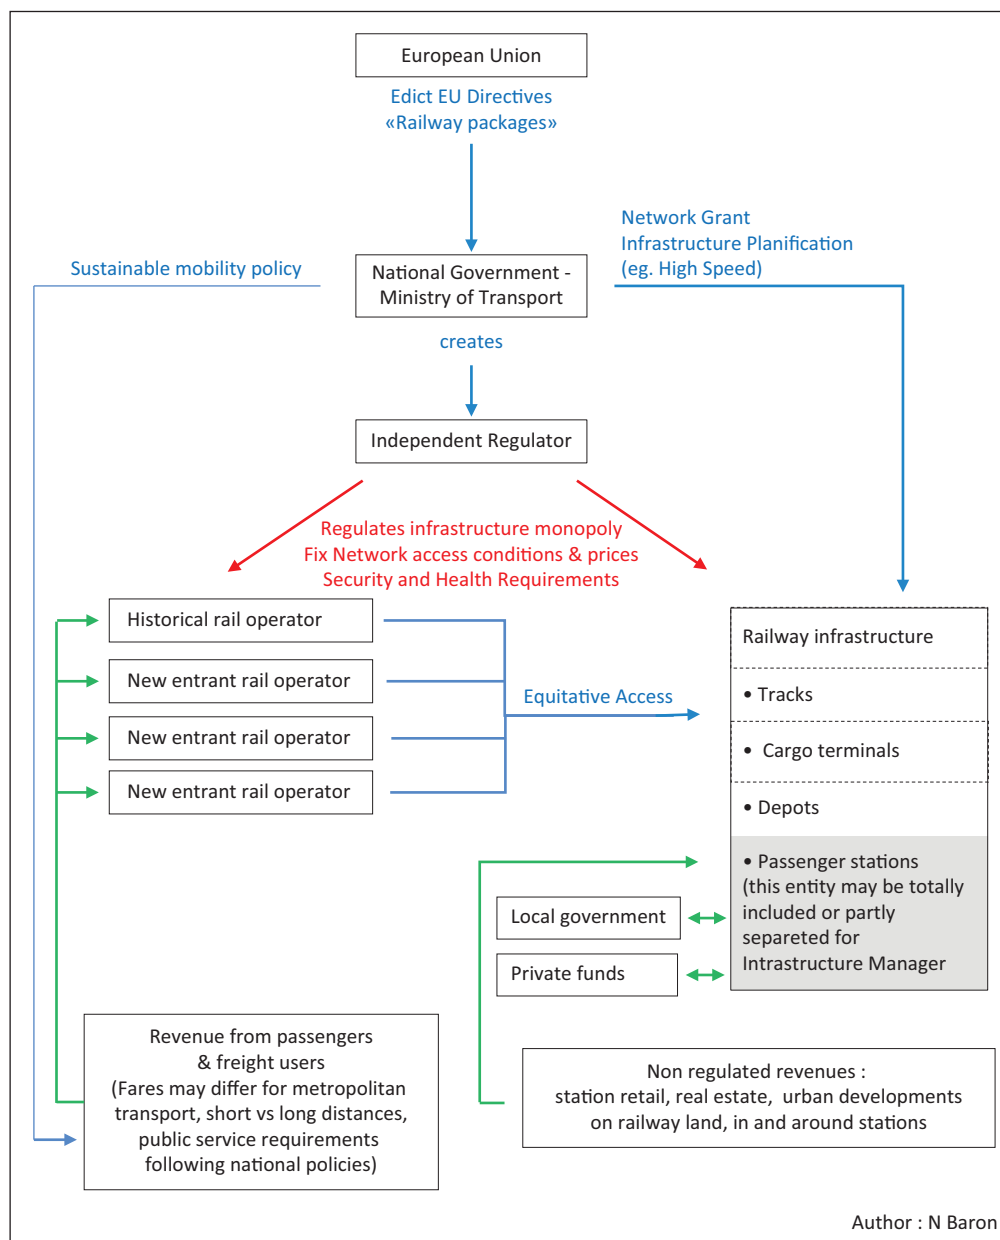 European Union
Edict EU Directives
«Railway packages»
Network Grant
Infrastructure Planification
(eg. High Speed)
Sustainable mobility policy
National Government -
Ministry of Transport
creates
Independent Regulator
Regulates infrastructure monopoly
Fix Network access conditions & prices
Security and Health Requirements
Historical rail operator
New entrant rail operator
New entrant rail operator
New entrant rail operator
Equitative Access
Railway infrastructure
• Tracks
• Cargo terminals
• Depots
• Passenger stations
(this entity may be totally
included or partly
separeted for
Intrastructure Manager
Local government
Private funds
Revenue from passengers
& freight users
(Fares may differ for metropolitan
transport, short vs long distances,
public service requirements
following national policies)
Non regulated revenues :
station retail, real estate, urban developments
on railway land, in and around stations
Author : N Baron